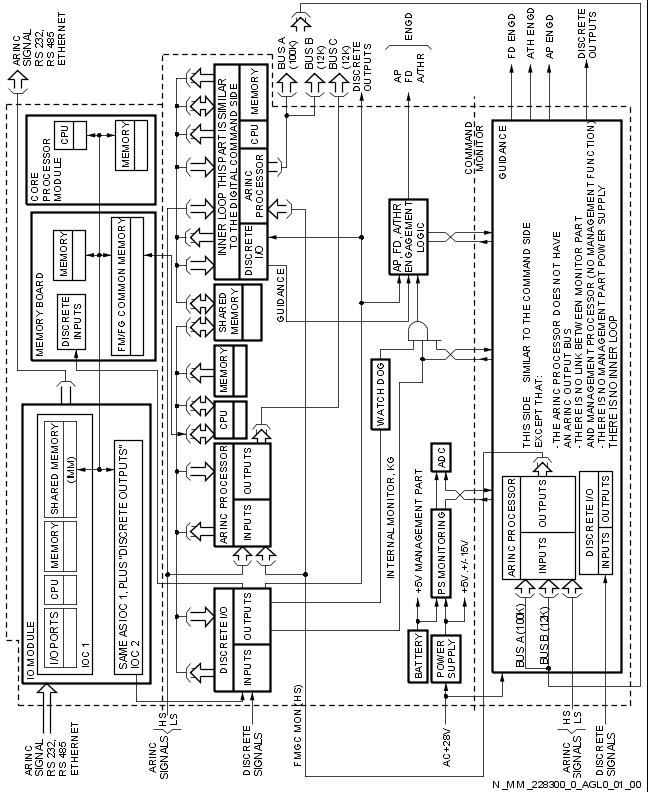 ARINC
SIGNAL
RS 232,
RS 485
ETHERNET
BUS A
(100K)
BUS B
(12K)
BUS C
(12K)
DISCRETE
OUTPUTS
ENGD
AP
FD
A/THR
FD ENGD
ATH ENGD
AP ENGD
DISCRETE
OUTPUTS
CORE
PROCESSOR
MODULE
CPU
MEMORY
MEMORY BOARD
MEMORY
DISCRETE
INPUTS
FM/FG COMMON MEMORY
INNER LOOP THIS PART IS SIMILAR
TO THE DIGITAL COMMAND SIDE
MEMORY
CPU
ARINC
PROCESSOR
DISCRETE
I/O
GUIDANCE
SHARED
MEMORY
MEMORY
CPU
ARINC PROCESSOR
INPUTS
OUTPUTS
DISCRETE I/O
INPUTS
OUTPUTS
AP, FD, A/THR
ENGAGEMENT
LOGIC
WATCH DOG
INTERNAL MONITOR, KG
ADC
PS MONITORING
+5V MANAGEMENT PART
+5V,+/-15V
BATTERY
POWER
SUPPLY
AC+28V
COMMAND
MONITOR
GUIDANCE
THIS SIDE SIMILAR TO THE COMMAND SIDE
EXCEPT THAT:
- THE ARINC PROCESSOR DOES NOT HAVE
AN ARINC OUTPUT BUS
- THERE IS NO LINK BETWEEN MONITOR PART
AND MANAGEMENT PROCESSOR (NO MANAGEMENT FUNCTION)
- THERE IS NO MANAGEMENT PART POWER SUPPLY
THERE IS NO INNER LOOP
ARINC PROCESSOR
INPUTS
OUTPUTS
DISCRETE I/O
INPUTS
OUTPUTS
BUS A (100K)
BUS B (12K)
IO MODULE
I/O PORTS
CPU
MEMORY
SHARED MEMORY
(IMM)
IOC 1
SAME AS IOC 1, PLUS "DISCRETE OUTPUTS"
IOC 2
ARINC
SIGNAL
RS 232,
RS 485
ETHERNET
ARINC
SIGNALS
HS
LS
DISCRETE
SIGNALS
FMGC MON (HS)
ARINC
SIGNALS
HS
LS
DISCRETE
SIGNALS
N_MM_228300_0_AGL0_01_00